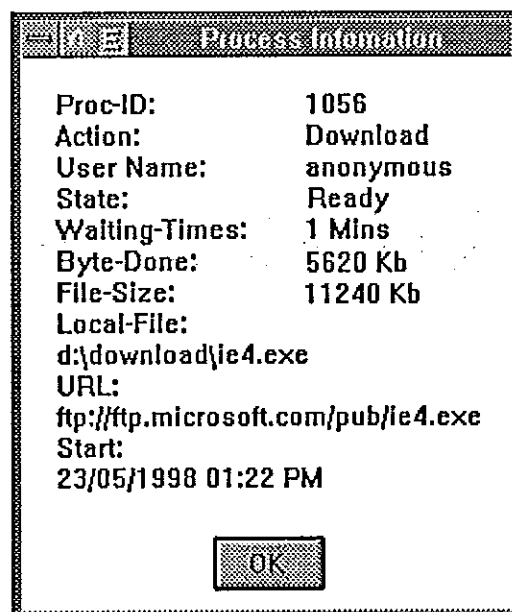 Process Infomation
Proc-ID: 1056
Action: Download
User Name: anonymous
State: Ready
Waiting-Times: 1 Mins
Byte-Done: 5620 Kb
File-Size: 11240 Kb
Local-File:
d:\download\ie4.exe
URL:
ftp://ftp.microsoft.com/pub/ie4.exe
Start:
23/05/1998 01:22 PM
OK